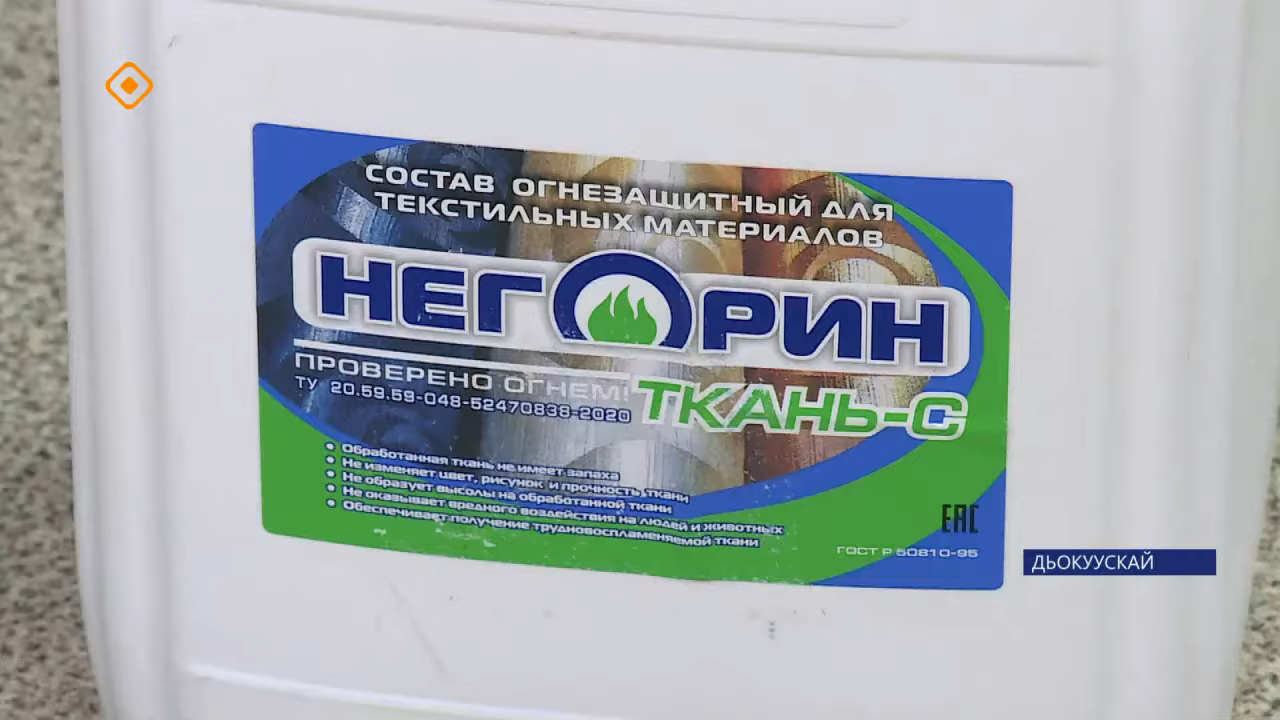 СОСТАВ ОГНЕЗАЩИТНЫЙ ДЛЯ
ТЕКСТИЛЬНЫХ МАТЕРИАЛОВ
НЕГОРИН
ПРОВЕРЕНО ОГНЕМ!
ТУ 20.59.59-048-52470838-2020
ТКАНЬ-С
• Обработанная ткань не имеет запаха
• Не изменяет цвет, рисунок и прочность ткани
• Не образует высолы на обработанной ткани
• Не оказывает вредного воздействия на людей и животных
• Обеспечивает получение трудновоспламеняемой ткани
ЕАС
ГОСТ Р 50810-95
ДЬОКУУСКАЙ